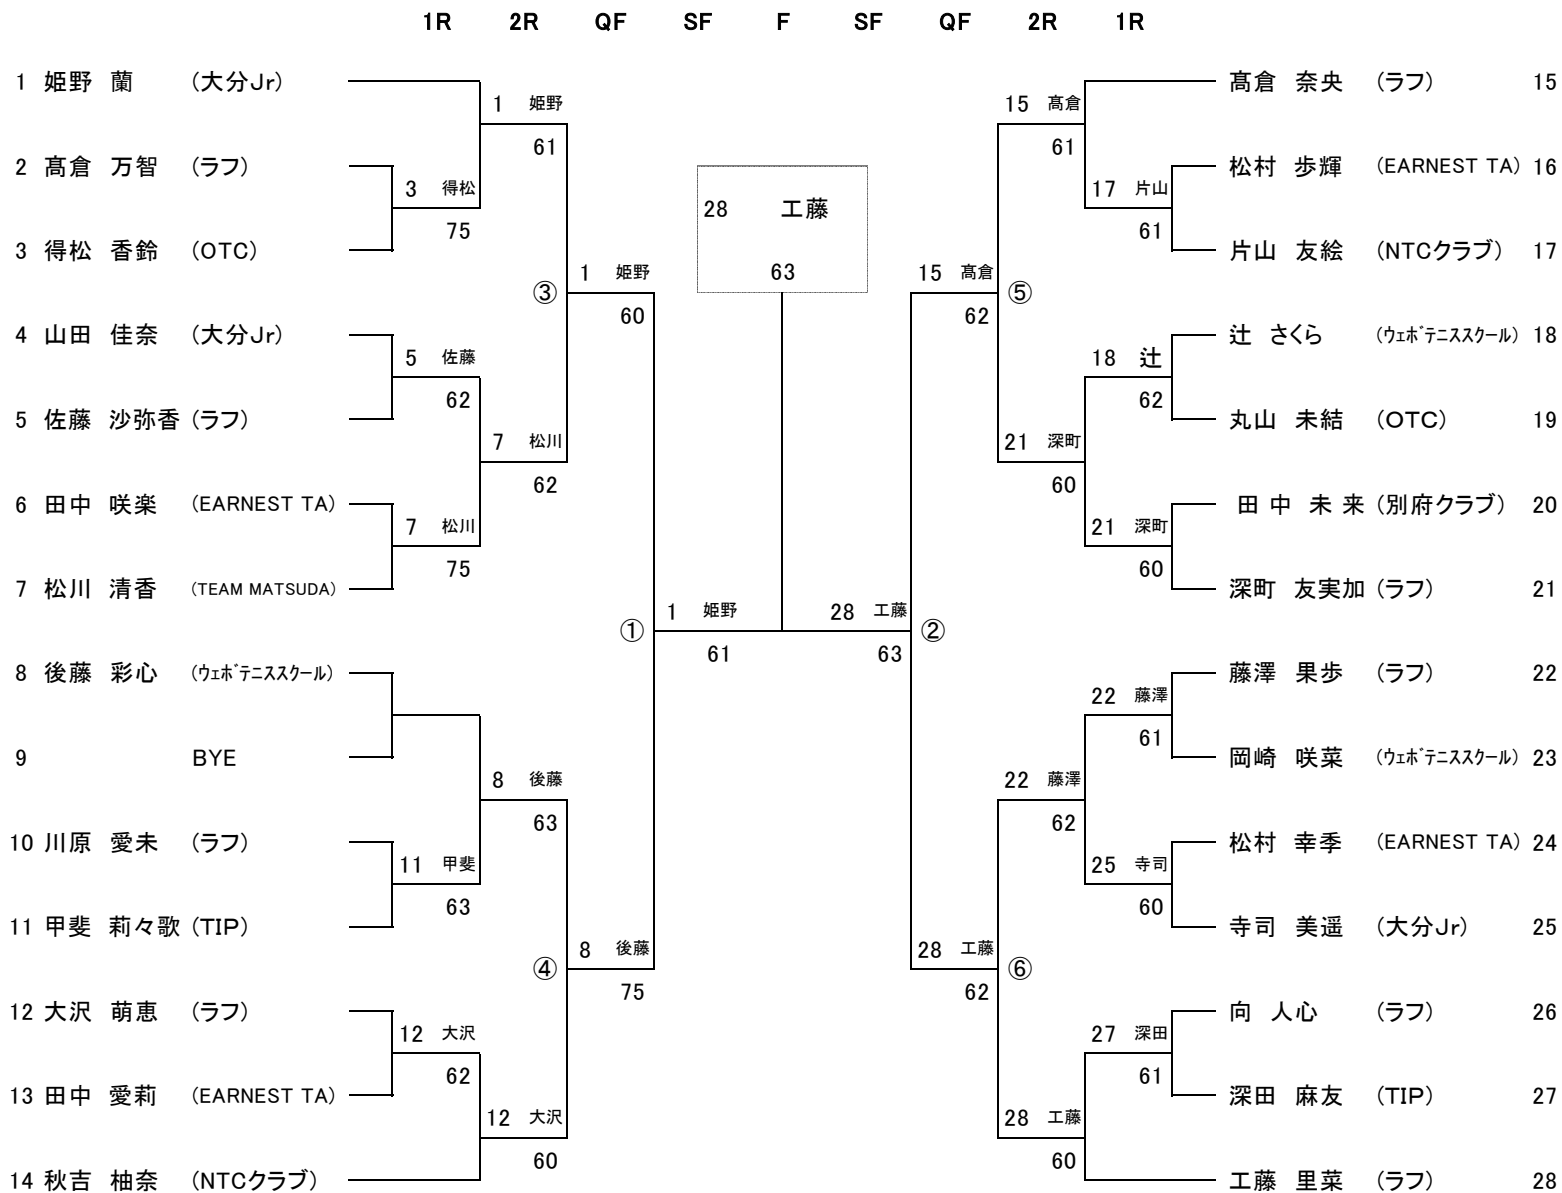 1R 2R QF SF F SF QF 2R 1R
1 姫野 蘭 (大分Jr) 髙倉 奈央 (ラフ) 15
1 姫野 15 髙倉
61 61
2 髙倉 万智 (ラフ) 松村 歩輝 (EARNEST TA) 16
3 得松 17 片山
28 工藤
75 61
3 得松 香鈴 (OTC) 片山 友絵 (NTCクラブ) 17
1 姫野 63 15 髙倉
③ ⑤
60 62
4 山田 佳奈 (大分Jr) 辻 さくら (ウェボテニススクール) 18
5 佐藤 18 辻
62 62
5 佐藤 沙弥香 (ラフ) 丸山 未結 (OTC) 19
7 松川 21 深町
62 60
6 田中 咲楽 (EARNEST TA) 田中 未来 (別府クラブ) 20
7 松川 21 深町
75 60
7 松川 清香 (TEAM MATSUDA) 深町 友実加 (ラフ) 21
1 姫野 28 工藤
① ②
61 63
8 後藤 彩心 (ウェボテニススクール) 藤澤 果歩 (ラフ) 22
22 藤澤
61
9 BYE 岡崎 咲菜 (ウェボテニススクール) 23
8 後藤 22 藤澤
63 62
10 川原 愛未 (ラフ) 松村 幸季 (EARNEST TA) 24
11 甲斐 25 寺司
63 60
11 甲斐 莉々歌 (TIP) 寺司 美遥 (大分Jr) 25
8 後藤 28 工藤
④ ⑥
75 62
12 大沢 萌恵 (ラフ) 向 人心 (ラフ) 26
12 大沢 27 深田
62 61
13 田中 愛莉 (EARNEST TA) 深田 麻友 (TIP) 27
12 大沢 28 工藤
60 60
14 秋吉 柚奈 (NTCクラブ) 工藤 里菜 (ラフ) 28